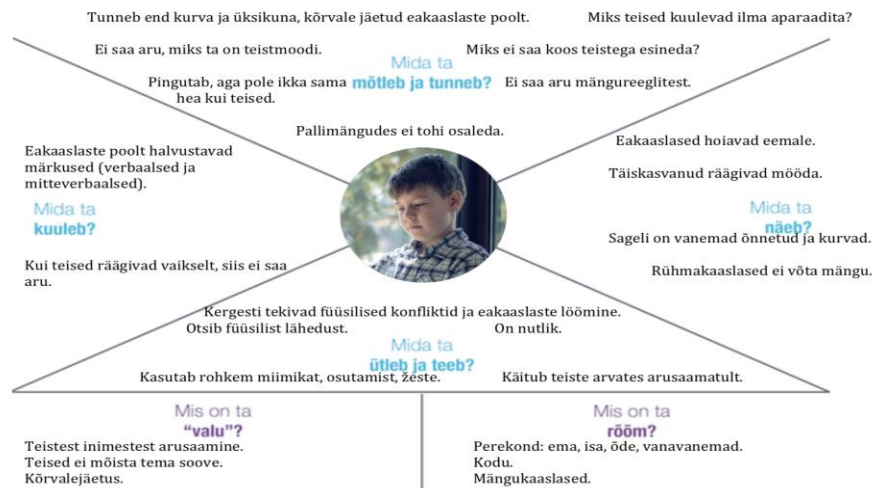 Tunneb end kurva ja üksikuna, kõrvale jäetud eakaaslaste poolt.
Miks teised kuulevad ilma aparaadita?
Ei saa aru, miks ta on teistmoodi.
Miks ei saa koos teistega esineda?
Mida ta
mõtleb ja tunneb?
Pingutab, aga pole ikka sama
hea kui teised.
Ei saa aru mängureeglitest.
Pallimängudes ei tohi osaleda.
Eakaaslaste poolt halvustavad
märkused (verbaalsed ja
mitteverbaalsed).
Mida ta
kuuleb?
Kui teised räägivad vaikselt, siis ei saa
aru.
Eakaaslased hoiavad eemale.
Täiskasvanud räägivad mööda.
Mida ta
näeb?
Sageli on vanemad õnnetud ja kurvad.
Rühmakaaslased ei võta mängu.
Kergesti tekivad füüsilised konfliktid ja eakaaslaste löömine.
Otsib füüsilist lähedust.
On nutlik.
Mida ta
ütleb ja teeb?
Kasutab rohkem miimikat, osutamist, žeste.
Käitub teiste arvates arusaamatult.
Mis on ta
“valu”?
Teistest inimestest arusaamine.
Teised ei mõista tema soove.
Kõrvalejäetus.
Mis on ta
rõõm?
Perekond: ema, isa, õde, vanavanemad.
Kodu.
Mängukaaslased.